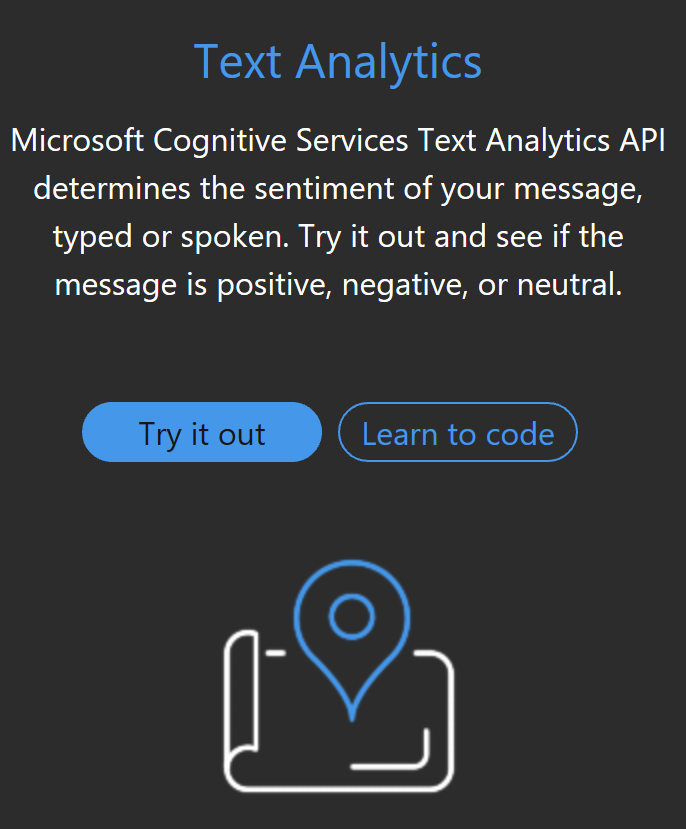 Text Analytics
Microsoft Cognitive Services Text Analytics API
determines the sentiment of your message,
typed or spoken. Try it out and see if the
message is positive, negative, or neutral.
Try it out
Learn to code